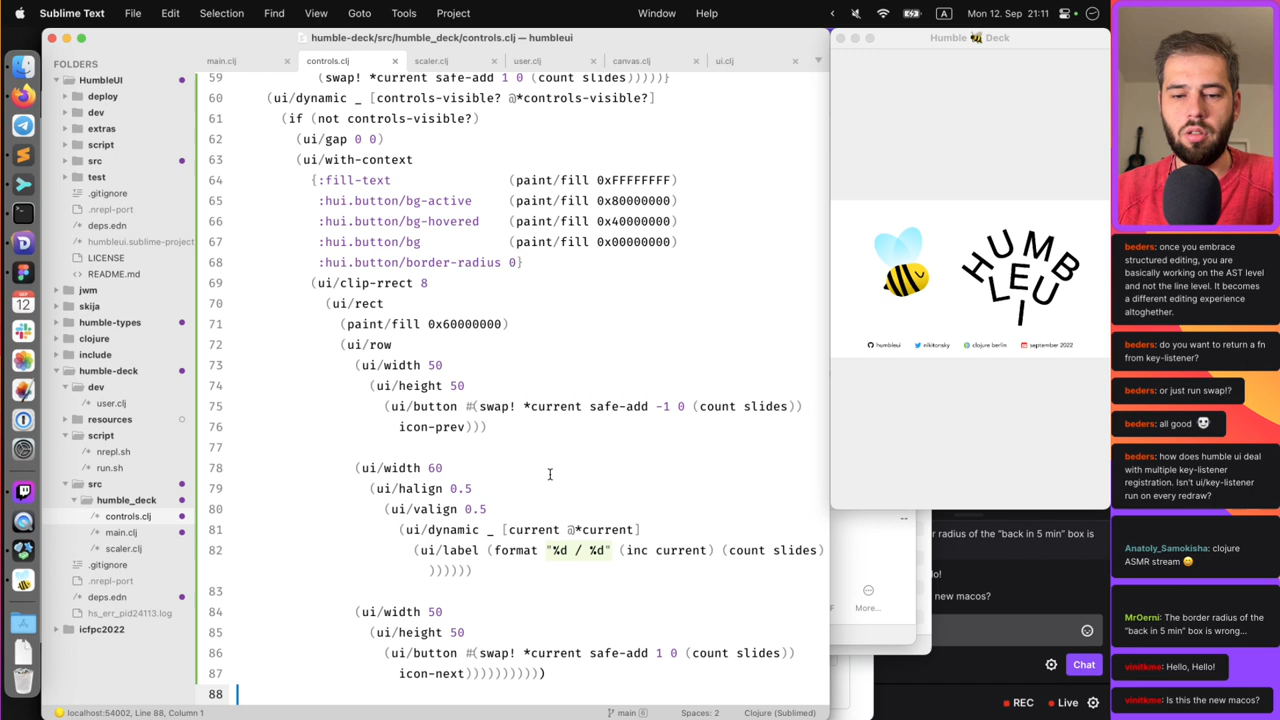 Sublime Text File Edit Selection Find View Goto Tools Project Window Help A Mon 12. Sep 21:11
humble-deck/src/humble_deck/controls.clj — humbleui
Humble Deck
FOLDERS
HumbleUI
deploy
dev
extras
script
src
test
.gitignore
.nrepl-port
deps.edn
humbleui.sublime-project
LICENSE
README.md
jwm
skija
humble-types
clojure
include
humble-deck
dev
user.clj
resources
script
nrepl.sh
run.sh
src
humble_deck
controls.clj
main.clj
scaler.clj
.gitignore
.nrepl-port
deps.edn
hs_err_pid24113.log
icfpc2022
SEP
12
main.clj controls.clj scaler.clj user.clj canvas.clj ui.clj
59 (swap! *current safe-add 1 0 (count slides)))))}
60 (ui/dynamic _ [controls-visible? @*controls-visible?]
61 (if (not controls-visible?)
62 (ui/gap 0 0)
63 (ui/with-context
64 {:fill-text (paint/fill 0xFFFFFFFF)
65 :hui.button/bg-active (paint/fill 0x80000000)
66 :hui.button/bg-hovered (paint/fill 0x40000000)
67 :hui.button/bg (paint/fill 0x00000000)
68 :hui.button/border-radius 0}
69 (ui/clip-rrect 8
70 (ui/rect
71 (paint/fill 0x60000000)
72 (ui/row
73 (ui/width 50
74 (ui/height 50
75 (ui/button #(swap! *current safe-add -1 0 (count slides))
76 icon-prev)))
77
78 (ui/width 60
79 (ui/halign 0.5
80 (ui/valign 0.5
81 (ui/dynamic _ [current @*current]
82 (ui/label (format "%d / %d" (inc current) (count slides)
))))))
83
84 (ui/width 50
85 (ui/height 50
86 (ui/button #(swap! *current safe-add 1 0 (count slides))
87 icon-next))))))))))
88
localhost:54002, Line 88, Column 1
main 6
Spaces: 2
Clojure (Sublimed)
HUMBLEUI
humbleui nikitonsky clojure berlin september 2022
r radius of the “back in 5 min” box is
lo!
new macos?
F
More...
Chat
REC Live
beders: once you embrace
structured editing, you are
basically working on the AST level
and not the line level. It becomes
a different editing experience
altoghether.
beders: do you want to return a fn
from key-listener?
beders: or just run swap!?
beders: all good
beders: how does humble ui deal
with multiple key-listener
registration. Isn't ui/key-listener
run on every redraw?
Anatoly_Samokisha: clojure
ASMR stream
MrOerni: The border radius of the
“back in 5 min” box is wrong...
vinitkme: Hello, Hello!
vinitkme: Is this the new macos?